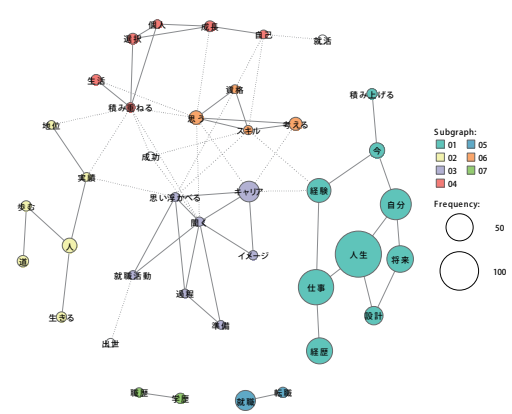 個人
成長
選択
自己
就活
生活
資格
積み上げる
積み重ねる
思う
考える
地位
スキル
成功
今
Subgraph:
01
05
02
06
03
07
04
実績
思い浮かべる
キャリア
経験
自分
Frequency:
50
100
歩む
聞く
人
イメージ
人生
将来
道
就職活動
過程
仕事
設計
生きる
準備
出世
経歴
職歴
学歴
就職
転職